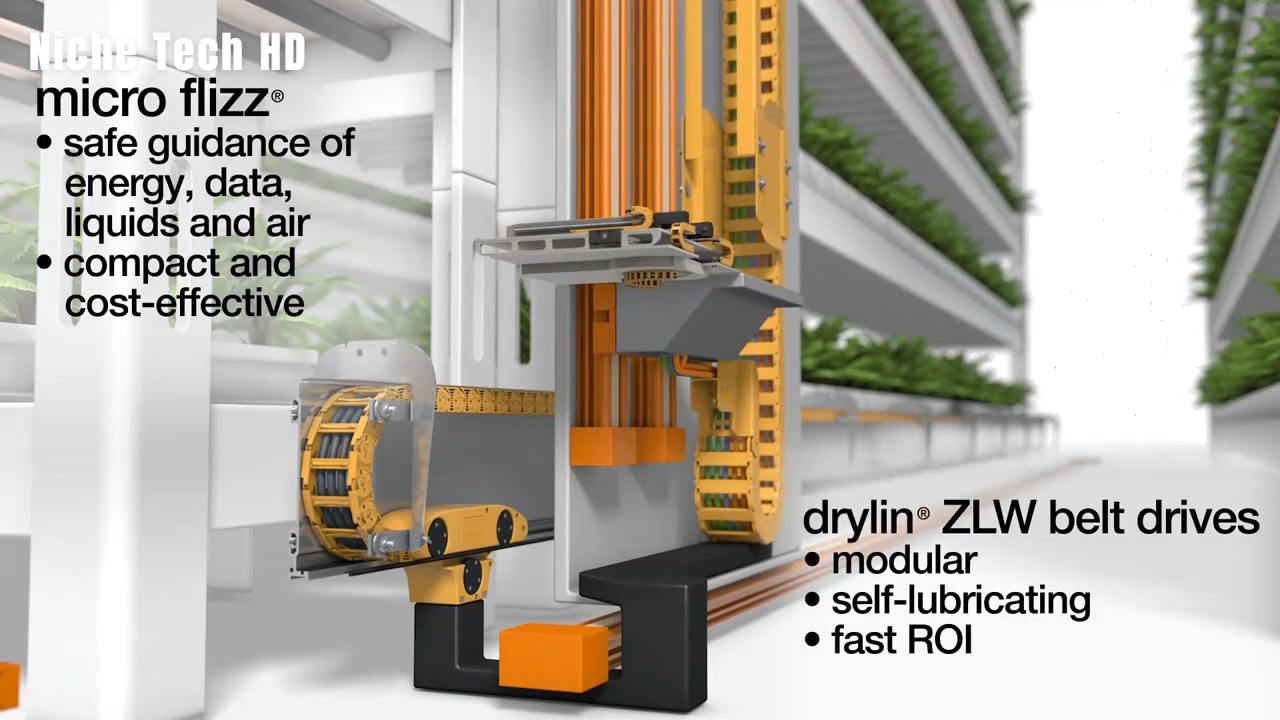 Niche Tech HD
micro flizz®
• safe guidance of
energy, data,
liquids and air
• compact and
cost-effective
drylin® ZLW belt drives
• modular
• self-lubricating
• fast ROI